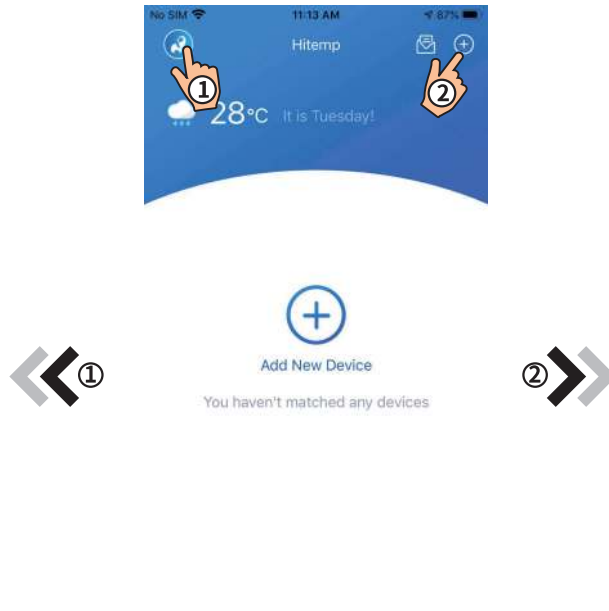 No SIM 11:13 AM 87%
Hitemp
① ②
28°C It is Tuesday!
Add New Device
① ②
You haven't matched any devices